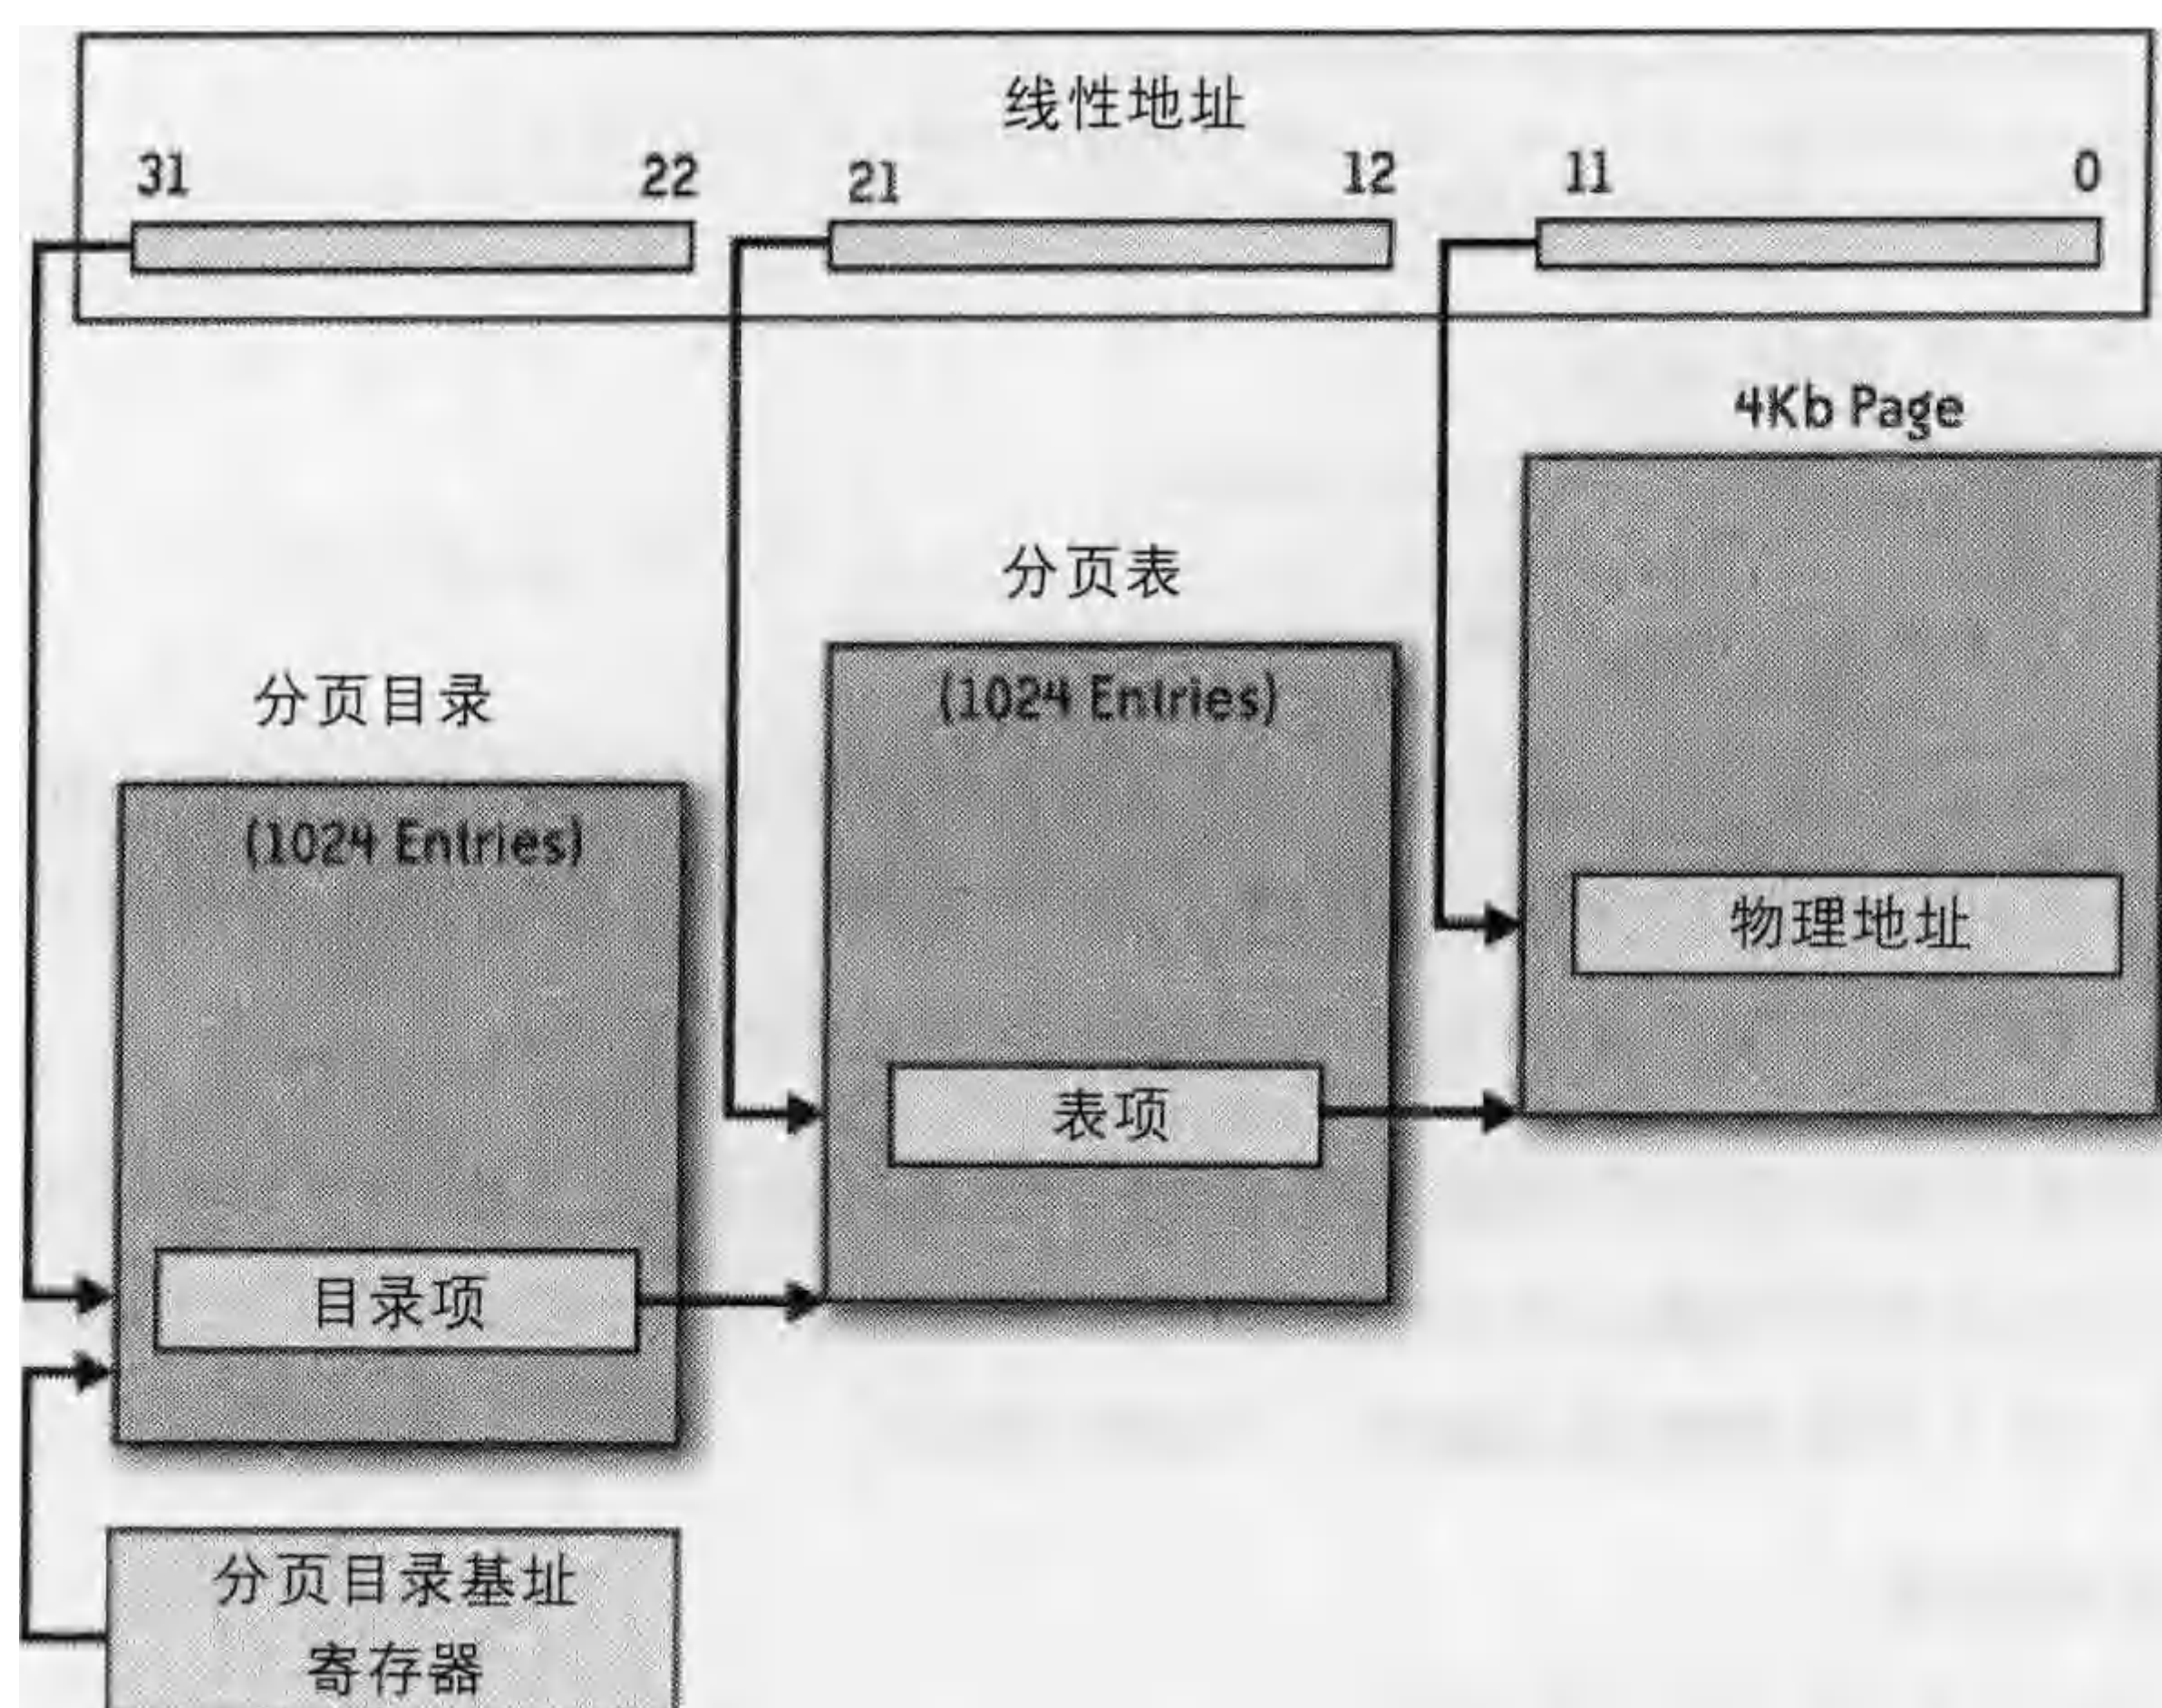 线性地址
31 22 21 12 11 0
4Kb Page
分页表
(1024 Entries)
分页目录
(1024 Entries)
物理地址
表项
目录项
分页目录基址
寄存器